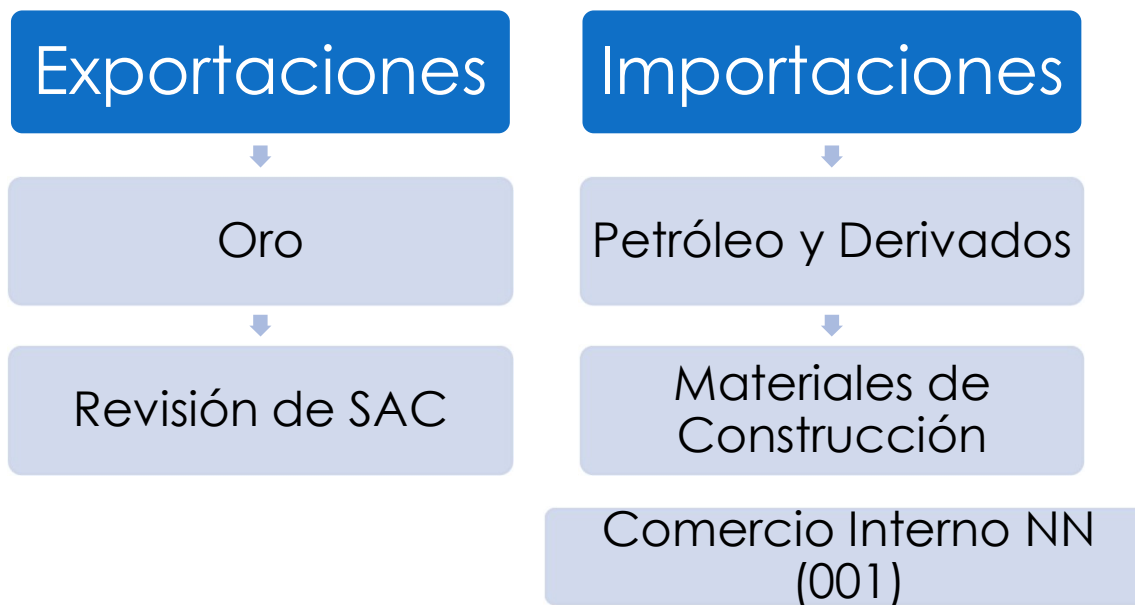 Exportaciones
Oro
Revisión de SAC
Importaciones
Petróleo y Derivados
Materiales de
Construcción
Comercio Interno NN
(001)